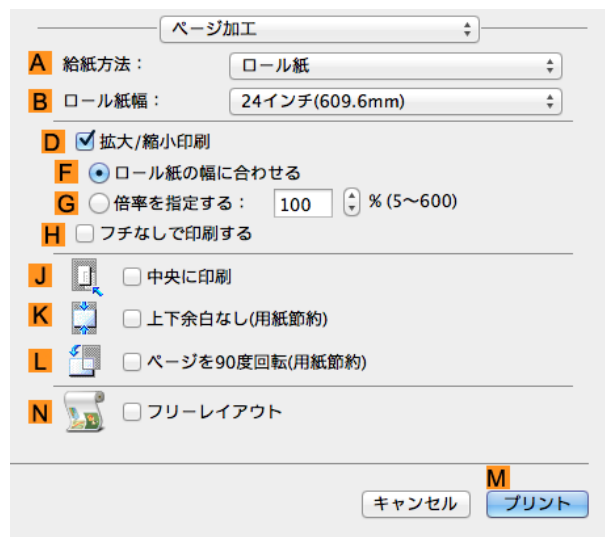 ページ加工
A 給紙方法： ロール紙
B ロール紙幅： 24インチ(609.6mm)
D 拡大/縮小印刷
F ロール紙の幅に合わせる
G 倍率を指定する： 100 % (5〜600)
H フチなしで印刷する
J 中央に印刷
K 上下余白なし(用紙節約)
L ページを90度回転(用紙節約)
N フリーレイアウト
M
キャンセル プリント